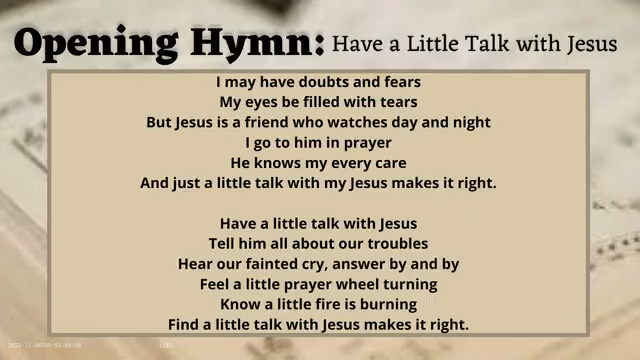 Opening Hymn: Have a Little Talk with Jesus
I may have doubts and fears
My eyes be filled with tears
But Jesus is a friend who watches day and night
I go to him in prayer
He knows my every care
And just a little talk with my Jesus makes it right.
Have a little talk with Jesus
Tell him all about our troubles
Hear our fainted cry, answer by and by
Feel a little prayer wheel turning
Know a little fire is burning
Find a little talk with Jesus makes it right.